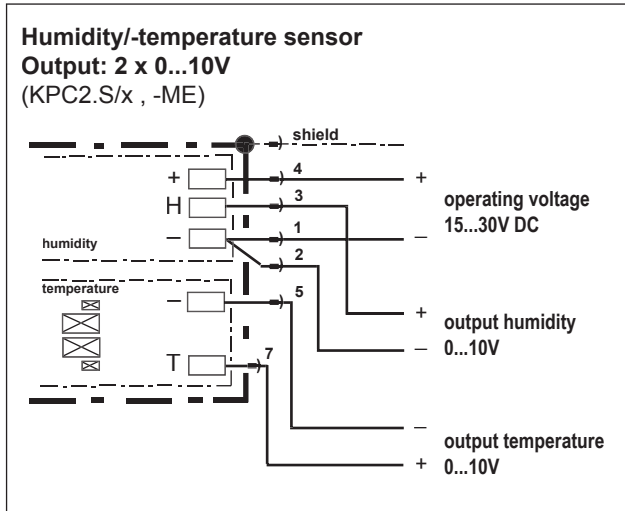 Humidity/-temperature sensor
Output: 2 x 0...10V
(KPC2.S/x , -ME)
shield
+ 4 +
H 3
operating voltage
15...30V DC
– 1 –
humidity
2
temperature
– 5
+
output humidity
0...10V
–
T 7
–
output temperature
0...10V
+